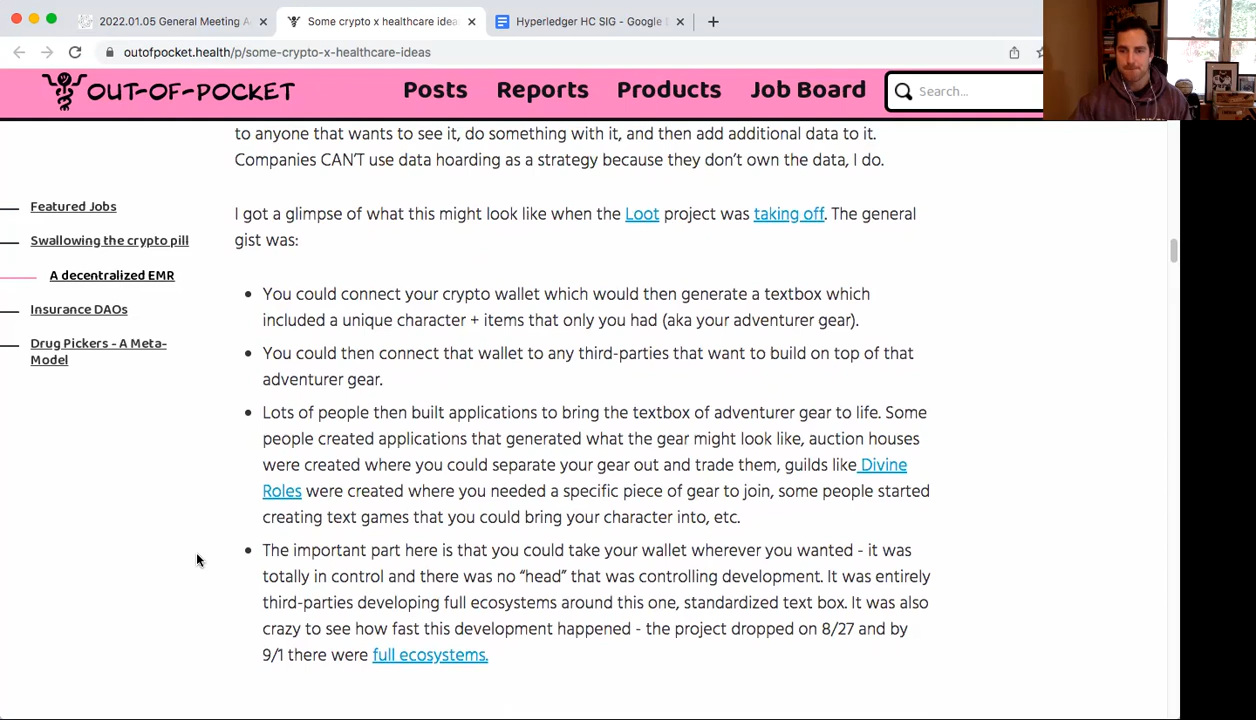 2022.01.05 General Meeting A
Some crypto x healthcare idea
Hyperledger HC SIG - Google D
outofpocket.health/p/some-crypto-x-healthcare-ideas
OUT-OF-POCKET
Posts
Reports
Products
Job Board
Search...
Featured Jobs
Swallowing the crypto pill
A decentralized EMR
Insurance DAOs
Drug Pickers - A Meta-
Model
to anyone that wants to see it, do something with it, and then add additional data to it.
Companies CAN’T use data hoarding as a strategy because they don’t own the data, I do.
I got a glimpse of what this might look like when the Loot project was taking off. The general
gist was:
• You could connect your crypto wallet which would then generate a textbox which
included a unique character + items that only you had (aka your adventurer gear).
• You could then connect that wallet to any third-parties that want to build on top of that
adventurer gear.
• Lots of people then built applications to bring the textbox of adventurer gear to life. Some
people created applications that generated what the gear might look like, auction houses
were created where you could separate your gear out and trade them, guilds like Divine
Roles were created where you needed a specific piece of gear to join, some people started
creating text games that you could bring your character into, etc.
• The important part here is that you could take your wallet wherever you wanted - it was
totally in control and there was no “head” that was controlling development. It was entirely
third-parties developing full ecosystems around this one, standardized text box. It was also
crazy to see how fast this development happened - the project dropped on 8/27 and by
9/1 there were full ecosystems.